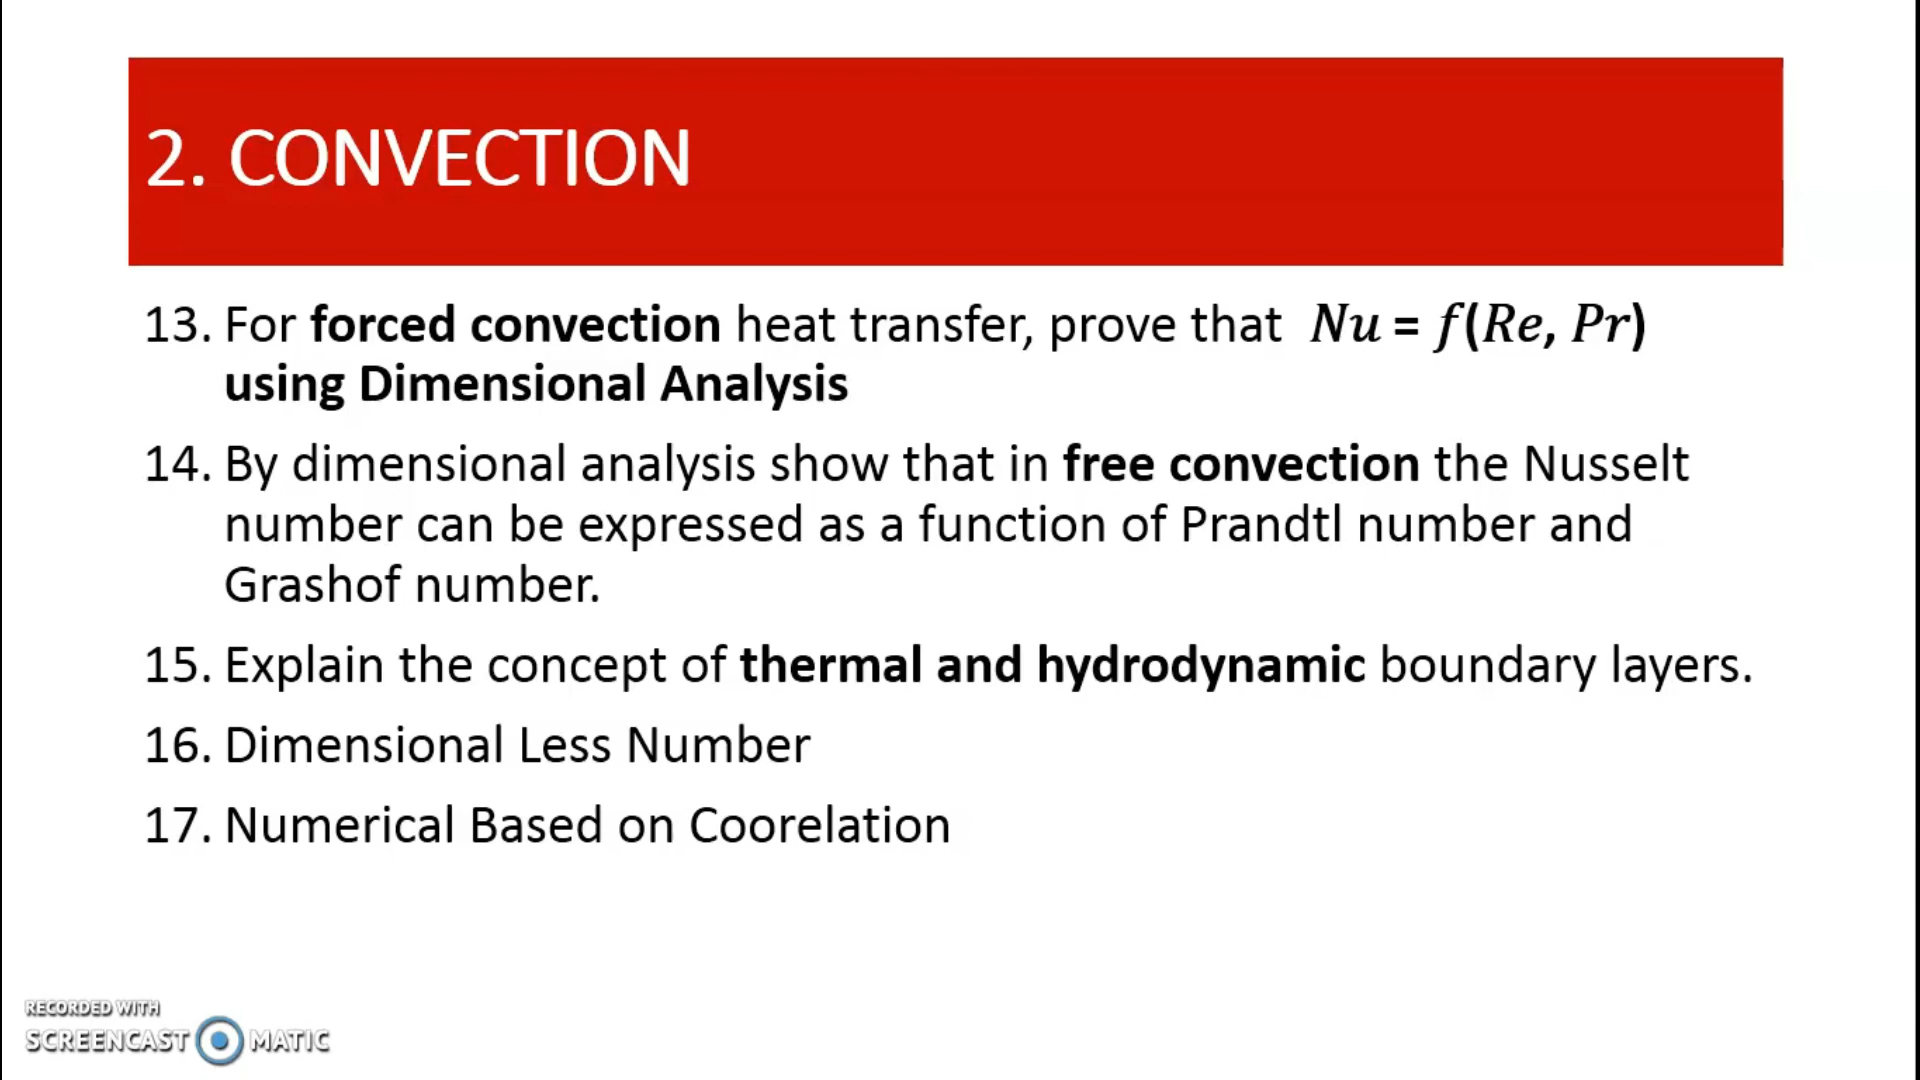 2. CONVECTION
13. For forced convection heat transfer, prove that Nu = f(Re, Pr)
using Dimensional Analysis
14. By dimensional analysis show that in free convection the Nusselt
number can be expressed as a function of Prandtl number and
Grashof number.
15. Explain the concept of thermal and hydrodynamic boundary layers.
16. Dimensional Less Number
17. Numerical Based on Coorelation
RECORDED WITH
SCREENCAST MATIC